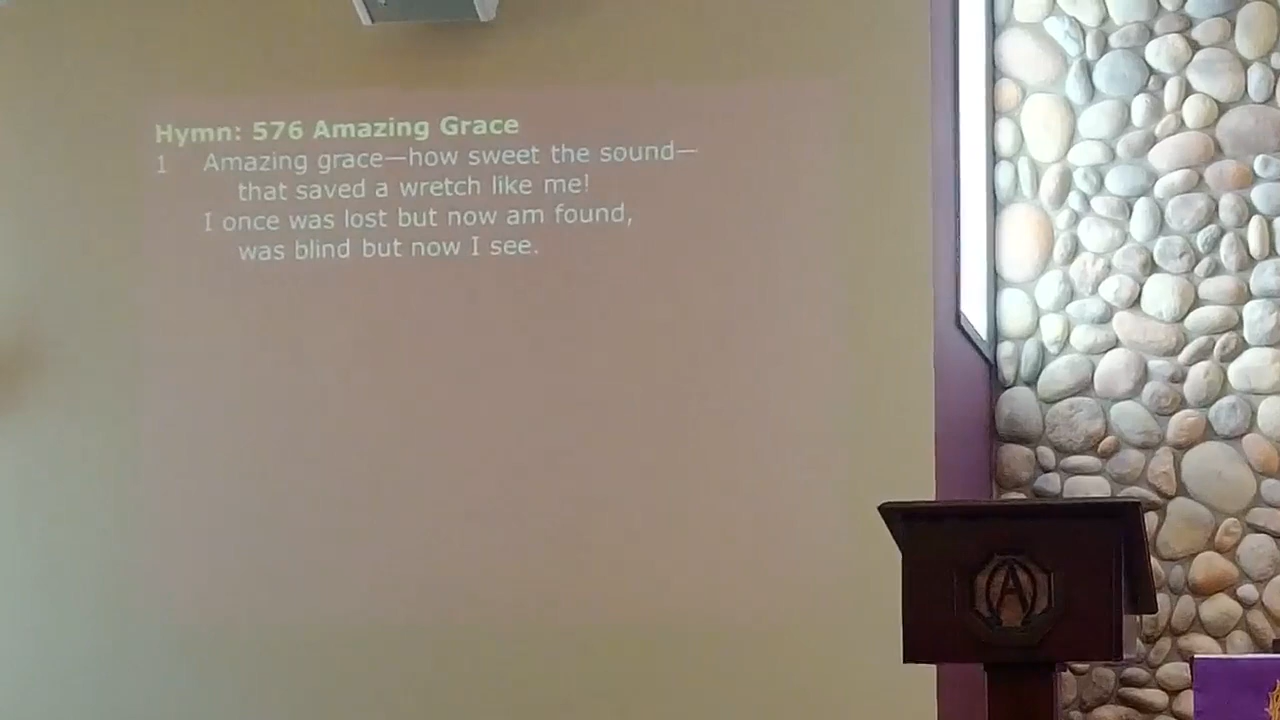 Hymn: 576 Amazing Grace
1 Amazing grace—how sweet the sound—
that saved a wretch like me!
I once was lost but now am found,
was blind but now I see.